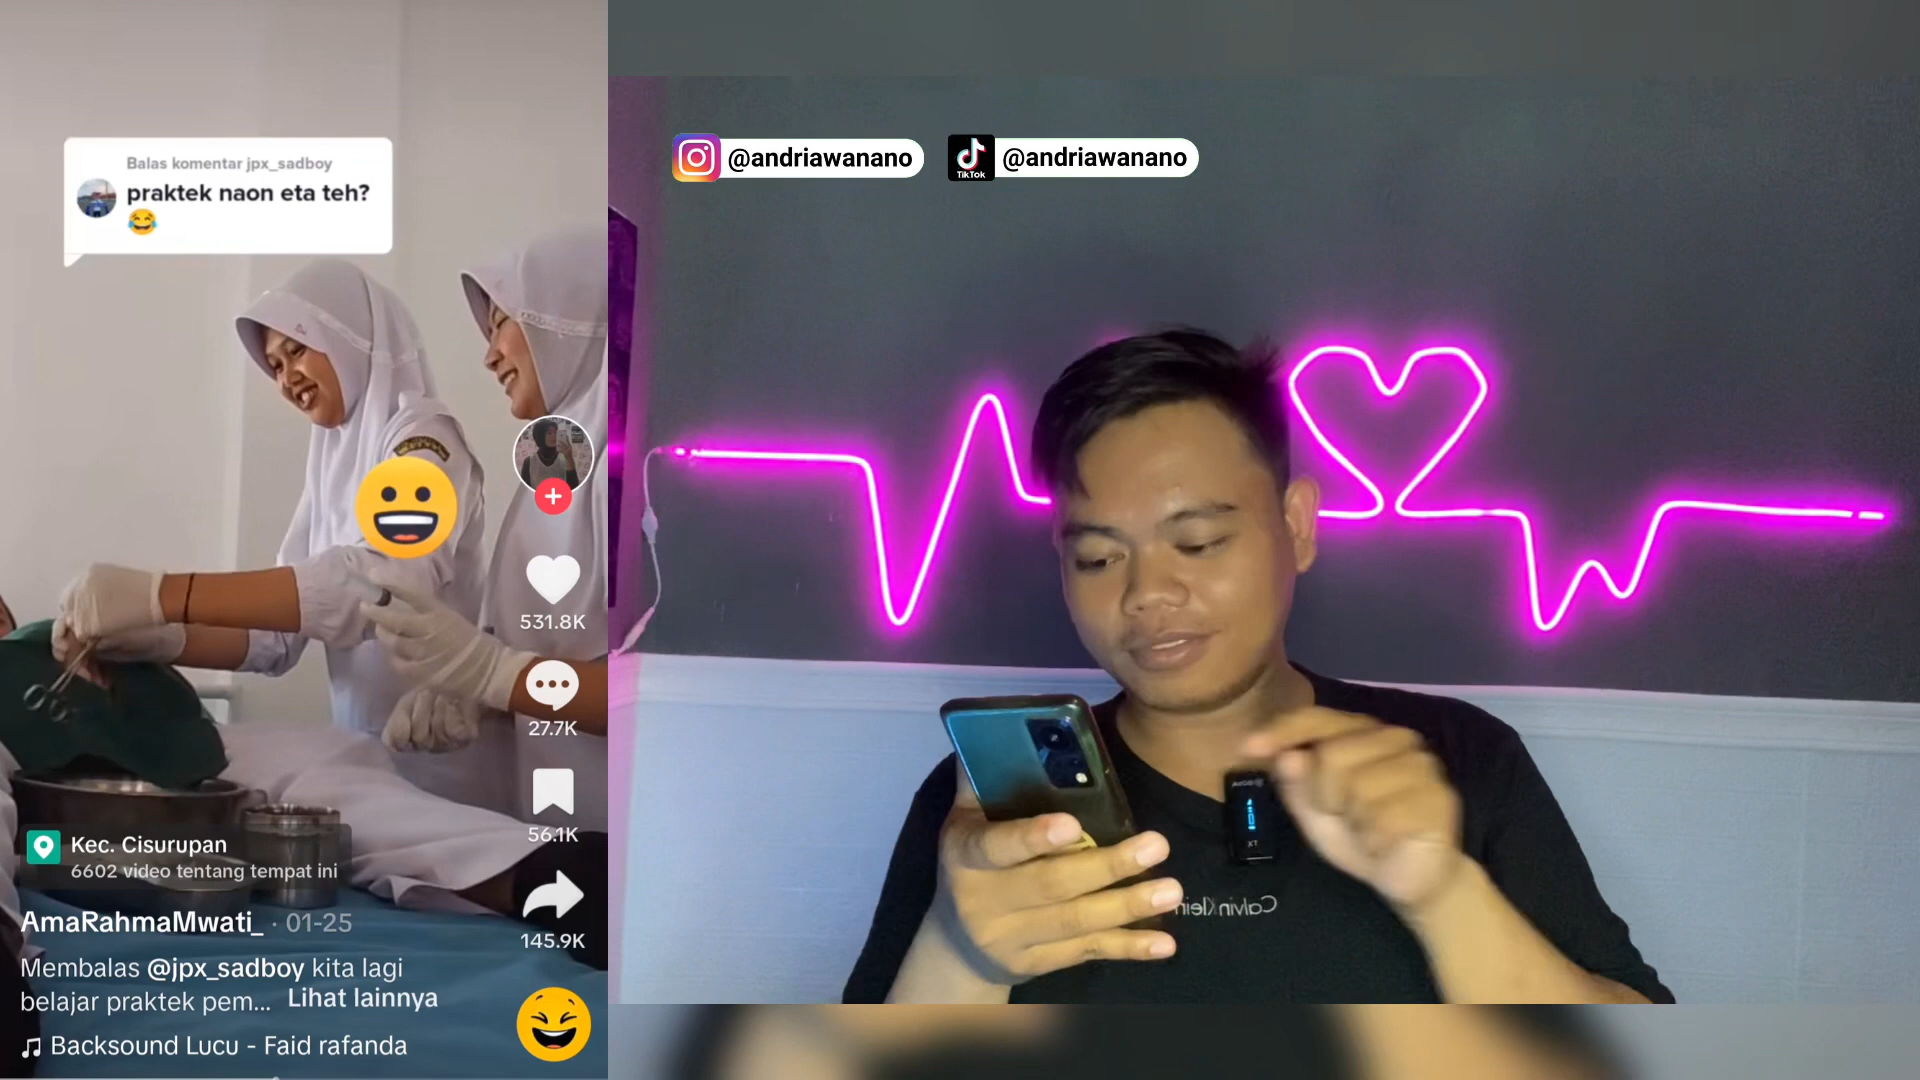 Balas komentar jpx_sadboy
praktek naon eta teh?
😂
531.8K
27.7K
56.1K
145.9K
Kec. Cisurupan
6602 video tentang tempat ini
AmaRahmaMwati_ · 01-25
Membalas @jpx_sadboy kita lagi
belajar praktek pem... Lihat lainnya
Backsound Lucu - Faid rafanda
@andriawanano
TikTok
@andriawanano
Calvin Klein